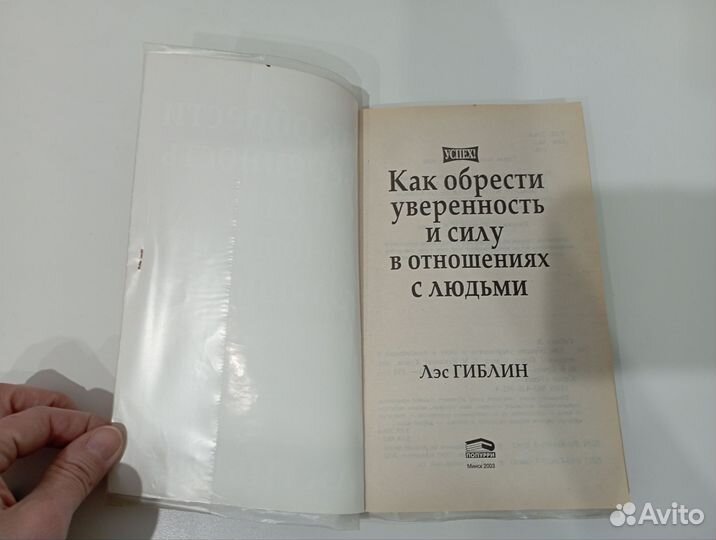 УСПЕХ!
Как обрести
уверенность
и силу
в отношениях
с людьми
Лэс ГИБЛИН
ПОПУРРИ
Минск 2003
Avito